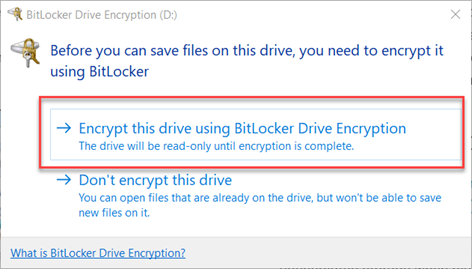 BitLocker Drive Encryption (D:)
Before you can save files on this drive, you need to encrypt it
using BitLocker
Encrypt this drive using BitLocker Drive Encryption
The drive will be read-only until encryption is complete.
Don't encrypt this drive
You can open files that are already on the drive, but won't be able to save
new files on it.
What is BitLocker Drive Encryption?